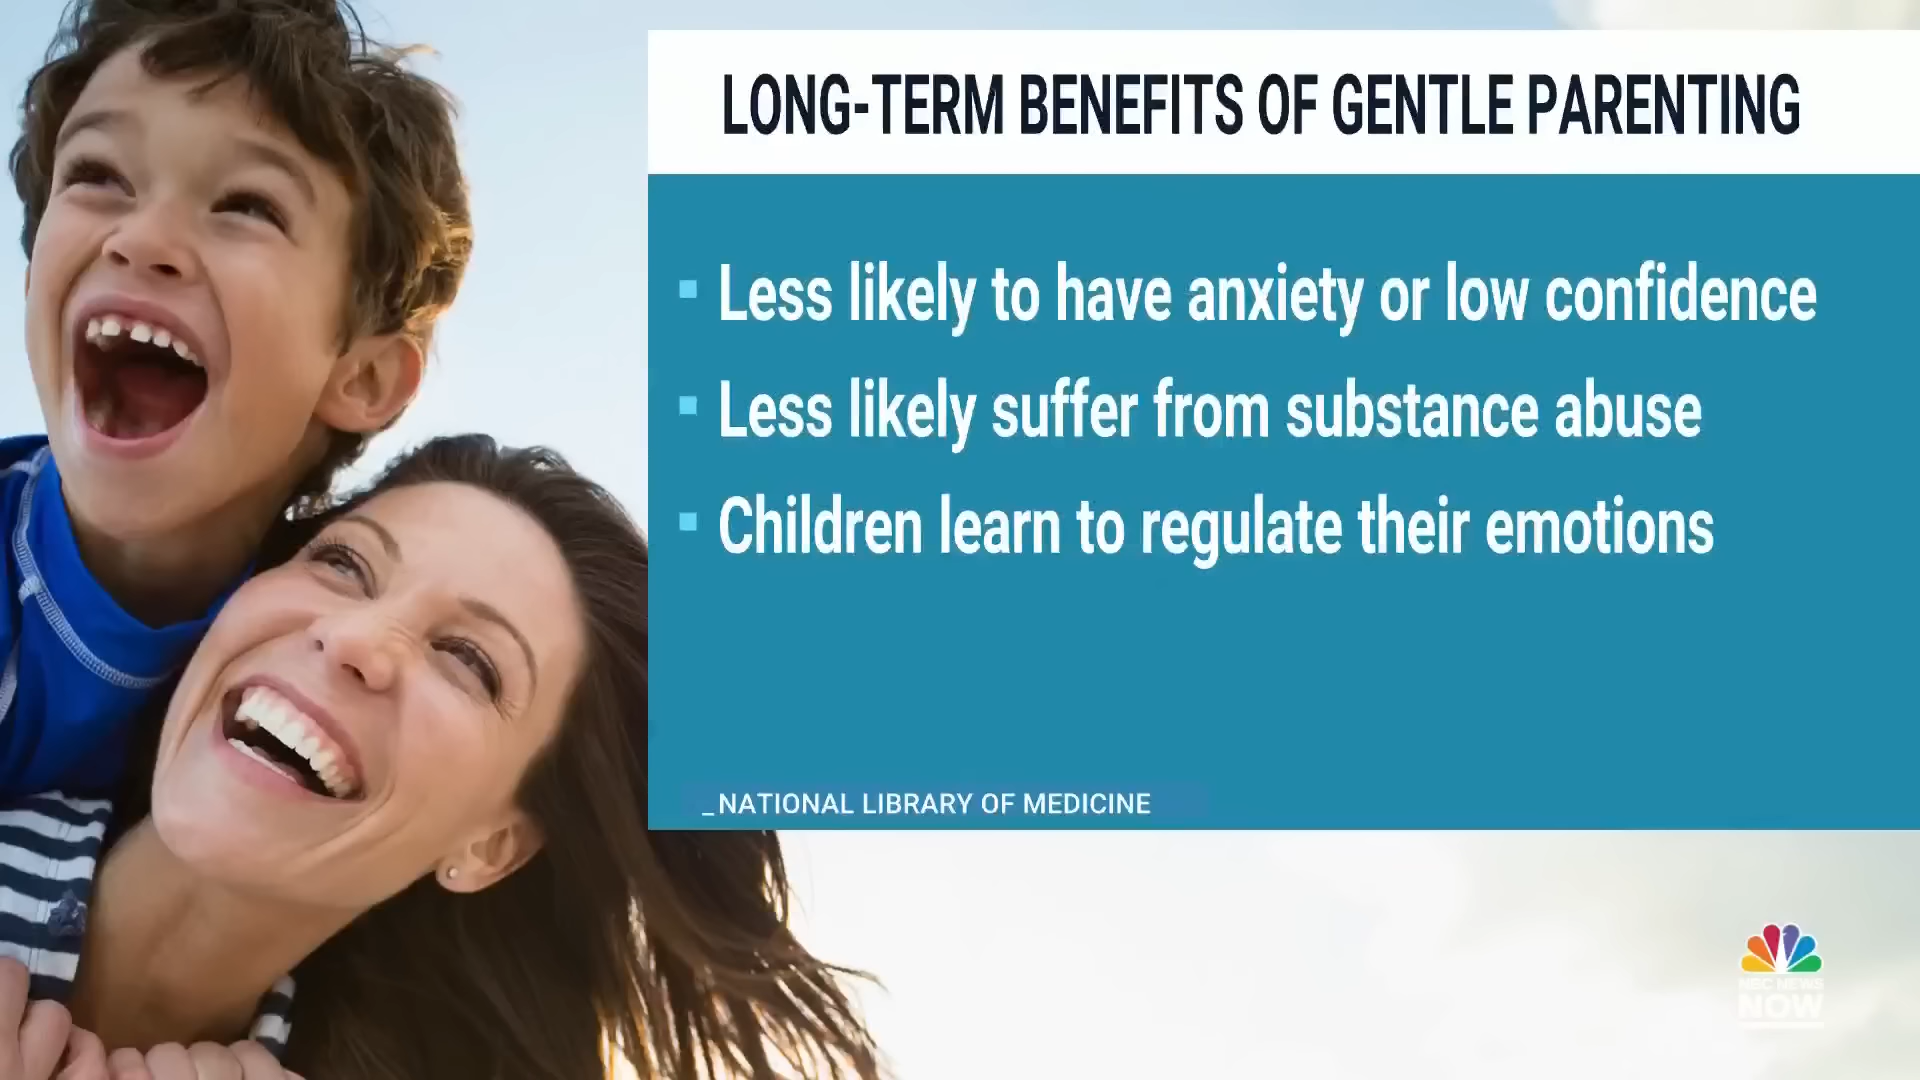 LONG-TERM BENEFITS OF GENTLE PARENTING
Less likely to have anxiety or low confidence
Less likely suffer from substance abuse
Children learn to regulate their emotions
_NATIONAL LIBRARY OF MEDICINE
NBC NEWS
NOW